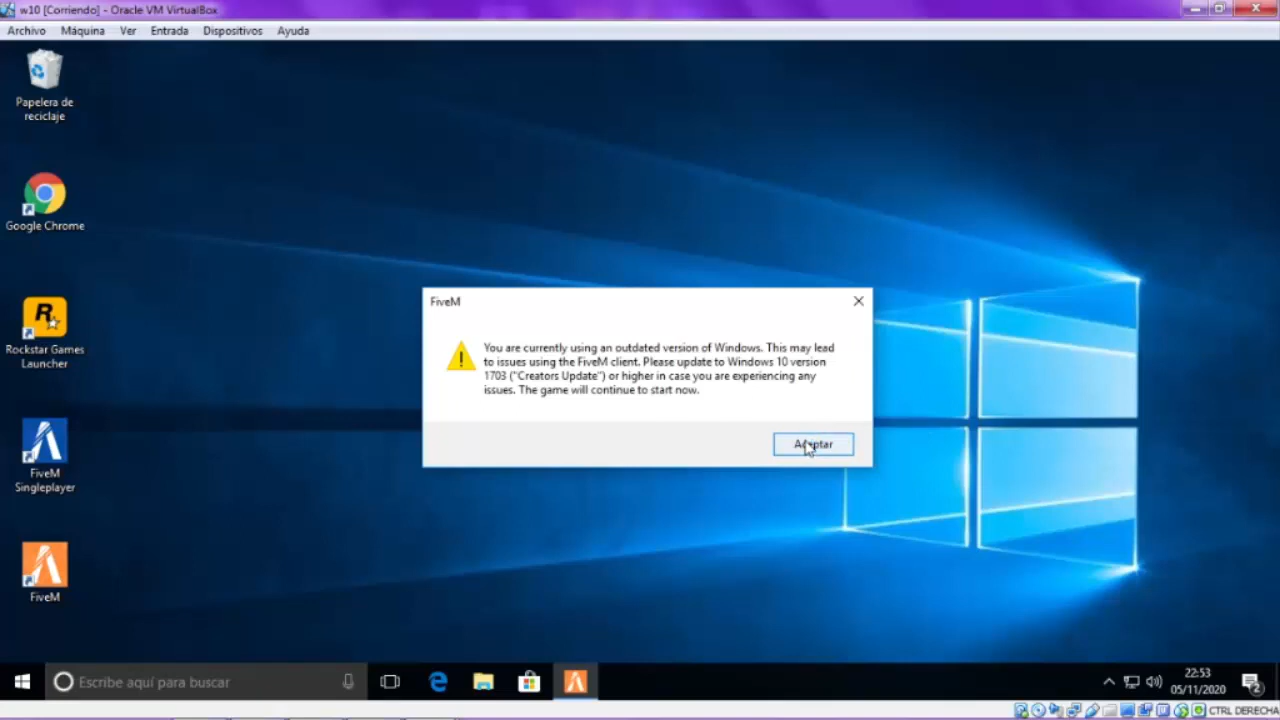 w10 [Corriendo] - Oracle VM VirtualBox
Archivo Máquina Ver Entrada Dispositivos Ayuda
Papelera de
reciclaje
Google Chrome
Rockstar Games
Launcher
FiveM
Singleplayer
FiveM
FiveM
You are currently using an outdated version of Windows. This may lead
to issues using the FiveM client. Please update to Windows 10 version
1703 ("Creators Update") or higher in case you are experiencing any
issues. The game will continue to start now.
Aceptar
Escribe aquí para buscar
22:53
05/11/2020
2
CTRL DERECHA